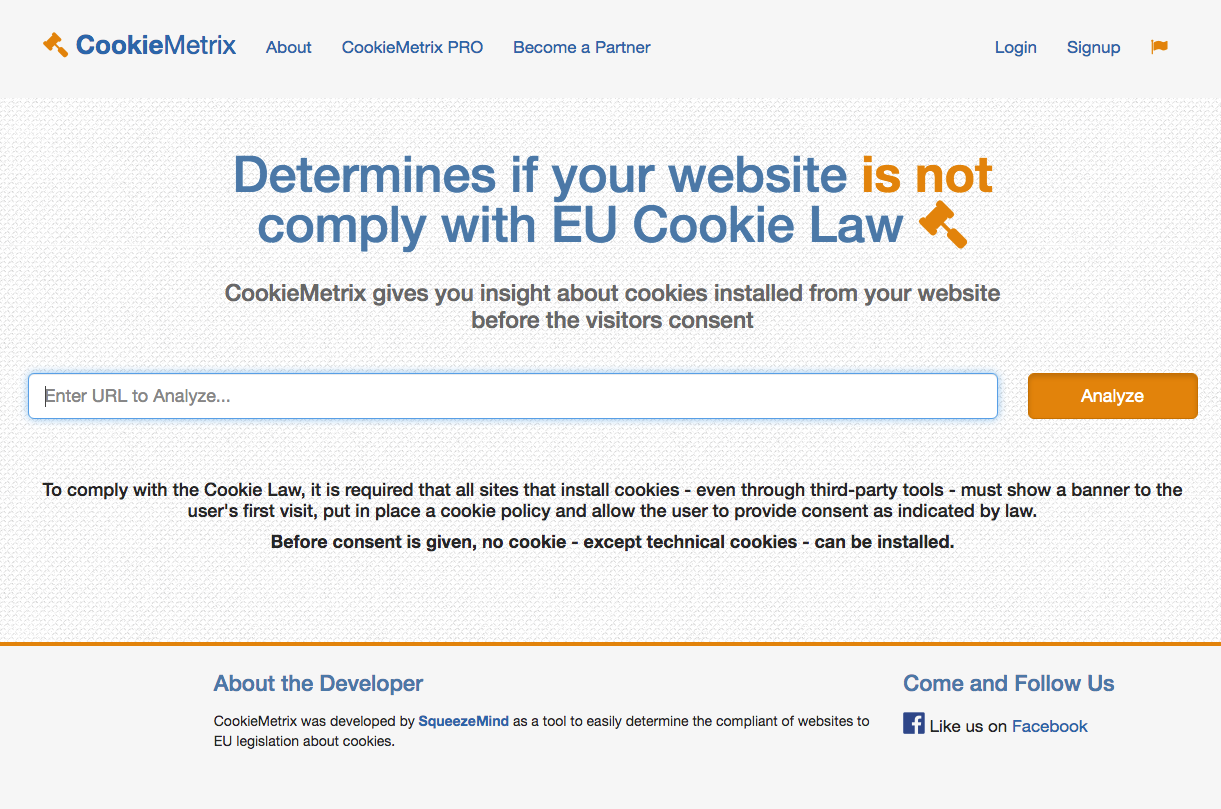 CookieMetrix About CookieMetrix PRO Become a Partner Login Signup
Determines if your website is not
comply with EU Cookie Law
CookieMetrix gives you insight about cookies installed from your website
before the visitors consent
Enter URL to Analyze... Analyze
To comply with the Cookie Law, it is required that all sites that install cookies - even through third-party tools - must show a banner to the
user's first visit, put in place a cookie policy and allow the user to provide consent as indicated by law.
Before consent is given, no cookie - except technical cookies - can be installed.
About the Developer
CookieMetrix was developed by SqueezeMind as a tool to easily determine the compliant of websites to
EU legislation about cookies.
Come and Follow Us
Like us on Facebook